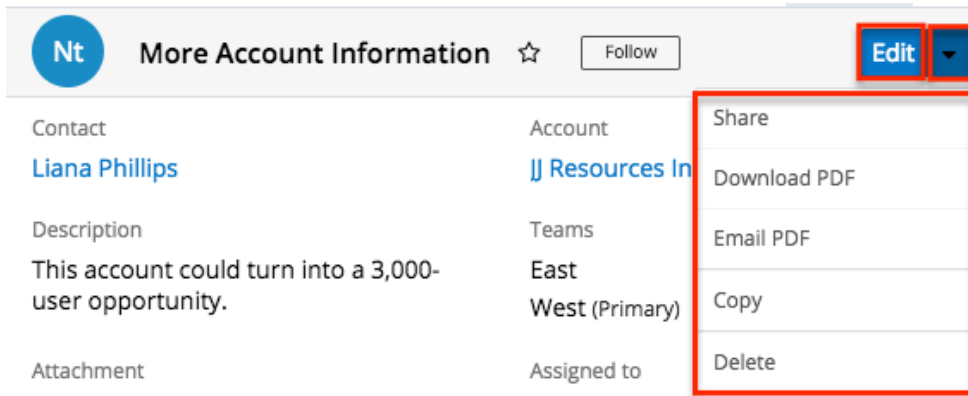 Nt
More Account Information
Follow
Edit
Contact
Liana Phillips
Account
JJ Resources In
Description
This account could turn into a 3,000-
user opportunity.
Teams
East
West (Primary)
Attachment
Assigned to
Share
Download PDF
Email PDF
Copy
Delete